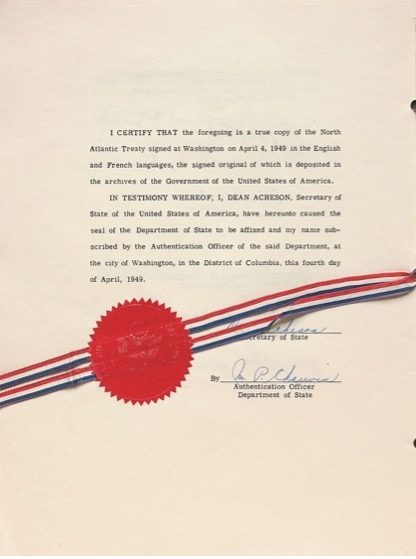 I CERTIFY THAT the foregoing is a true copy of the North
Atlantic Treaty signed at Washington on April 4, 1949 in the English
and French languages, the signed original of which is deposited in
the archives of the Government of the United States of America.
IN TESTIMONY WHEREOF, I, DEAN ACHESON, Secretary of
State of the United States of America, have hereunto caused the
seal of the Department of State to be affixed and my name sub-
scribed by the Authentication Officer of the said Department, at
the city of Washington, in the District of Columbia, this fourth day
of April, 1949.
Secretary of State
By M. P. Chauvin
Authentication Officer
Department of State